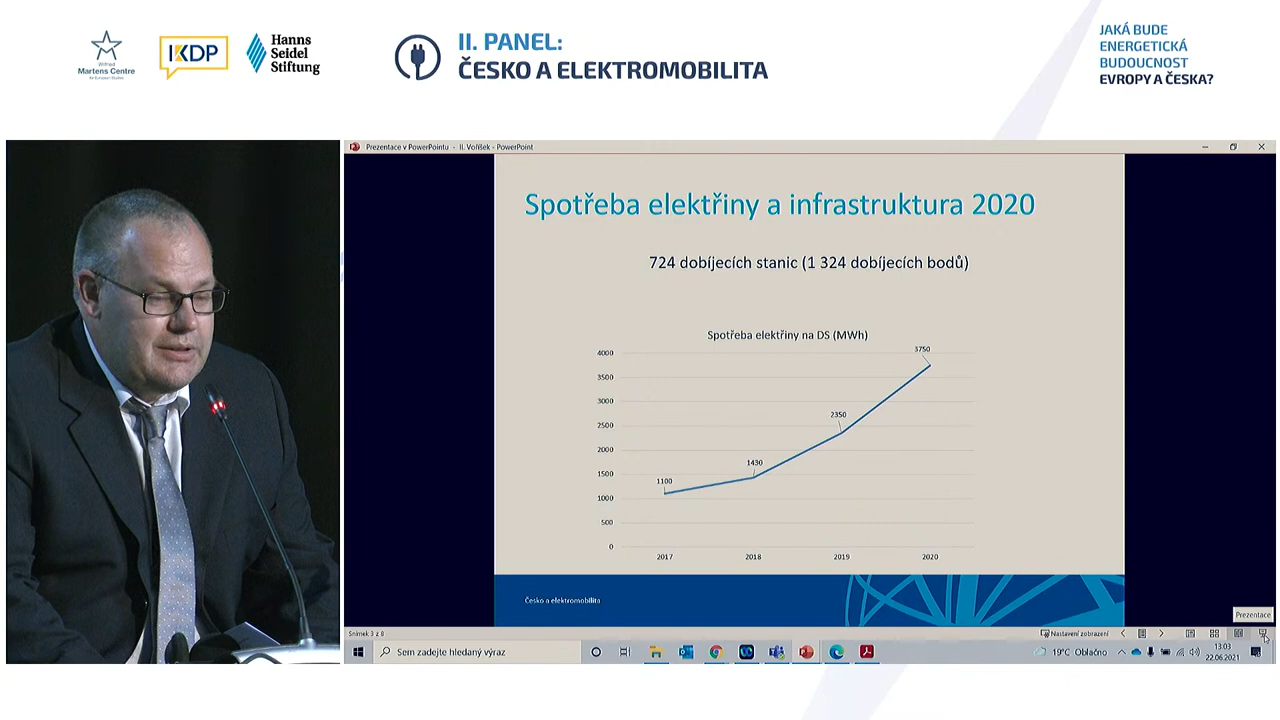 Wilfried
Martens Centre
for European Studies
IKDP
Hanns
Seidel
Stiftung
II. PANEL:
ČESKO A ELEKTROMOBILITA
JAKÁ BUDE
ENERGETICKÁ
BUDOUCNOST
EVROPY A ČESKA?
Prezentace v PowerPointu - II. Voříšek - PowerPoint
Spotřeba elektřiny a infrastruktura 2020
724 dobíjecích stanic (1 324 dobíjecích bodů)
Spotřeba elektřiny na DS (MWh)
4000
3500
3000
2500
2000
1500
1000
500
0
1100
1430
2350
3750
2017 2018 2019 2020
Česko a elektromobilita
Prezentace
Snímek 3 z 8
Nastavení zobrazení
Sem zadejte hledaný výraz
19°C Oblačno
13:03
22.06.2021